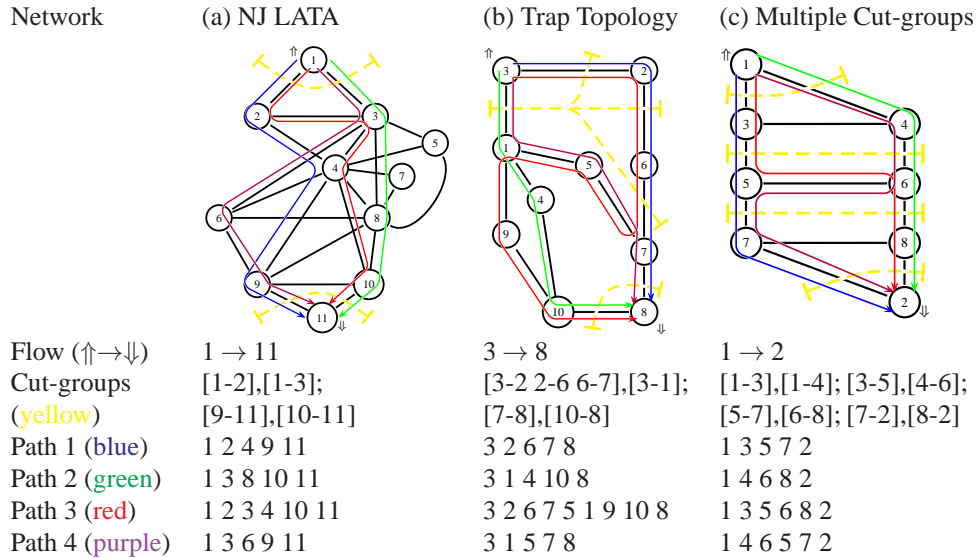 Network (a) NJ LATA (b) Trap Topology (c) Multiple Cut-groups
⇑ 1
2 3
5
4 7
6 8
9 10
11 ⇓
⇑ 3 2
1 5 6
4
9 7
10 8 ⇓
⇑ 1
3 4
5 6
7 8
2 ⇓
Flow (⇑→⇓) 1 → 11 3 → 8 1 → 2
Cut-groups [1-2],[1-3]; [3-2 2-6 6-7],[3-1]; [1-3],[1-4]; [3-5],[4-6];
(yellow) [9-11],[10-11] [7-8],[10-8] [5-7],[6-8]; [7-2],[8-2]
Path 1 (blue) 1 2 4 9 11 3 2 6 7 8 1 3 5 7 2
Path 2 (green) 1 3 8 10 11 3 1 4 10 8 1 4 6 8 2
Path 3 (red) 1 2 3 4 10 11 3 2 6 7 5 1 9 10 8 1 3 5 6 8 2
Path 4 (purple) 1 3 6 9 11 3 1 5 7 8 1 4 6 5 7 2